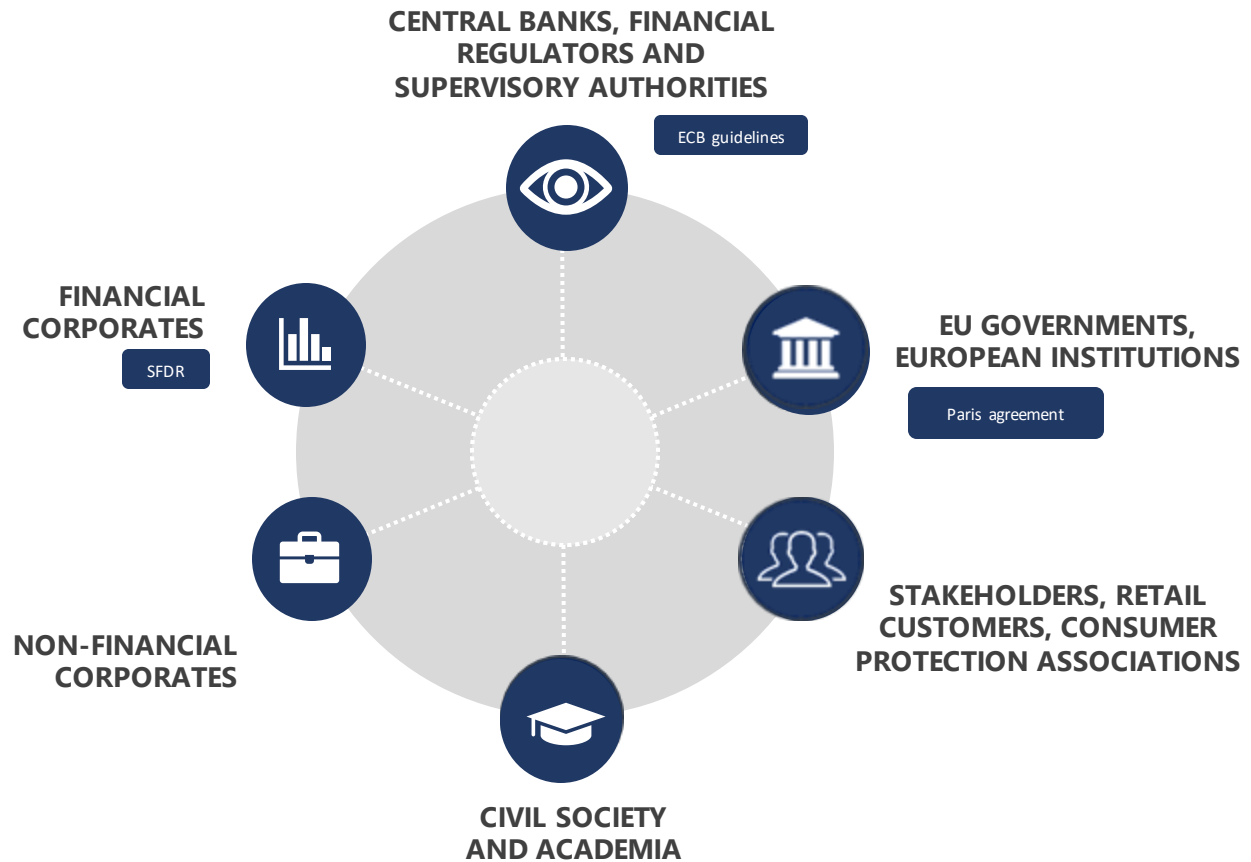 CENTRAL BANKS, FINANCIAL
REGULATORS AND
SUPERVISORY AUTHORITIES
ECB guidelines
FINANCIAL
CORPORATES
SFDR
EU GOVERNMENTS,
EUROPEAN INSTITUTIONS
Paris agreement
NON-FINANCIAL
CORPORATES
STAKEHOLDERS, RETAIL
CUSTOMERS, CONSUMER
PROTECTION ASSOCIATIONS
CIVIL SOCIETY
AND ACADEMIA